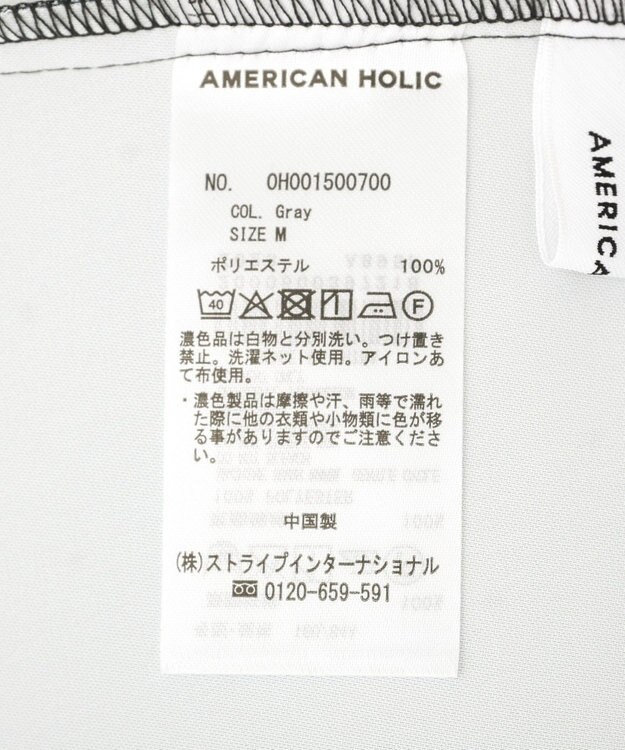 AMERICAN HOLIC
NO. OH001500700
COL. Gray
SIZE M
ポリエステル 100%
40 F
濃色品は白物と分別洗い。つけ置き
禁止。洗濯ネット使用。アイロンあ
て布使用。
・濃色製品は摩擦や汗、雨等で濡れ
た際に他の衣類や小物類に色が移
る事がありますのでご注意くださ
い。
中国製
(株)ストライプインターナショナル
0120-659-591
AMERIC